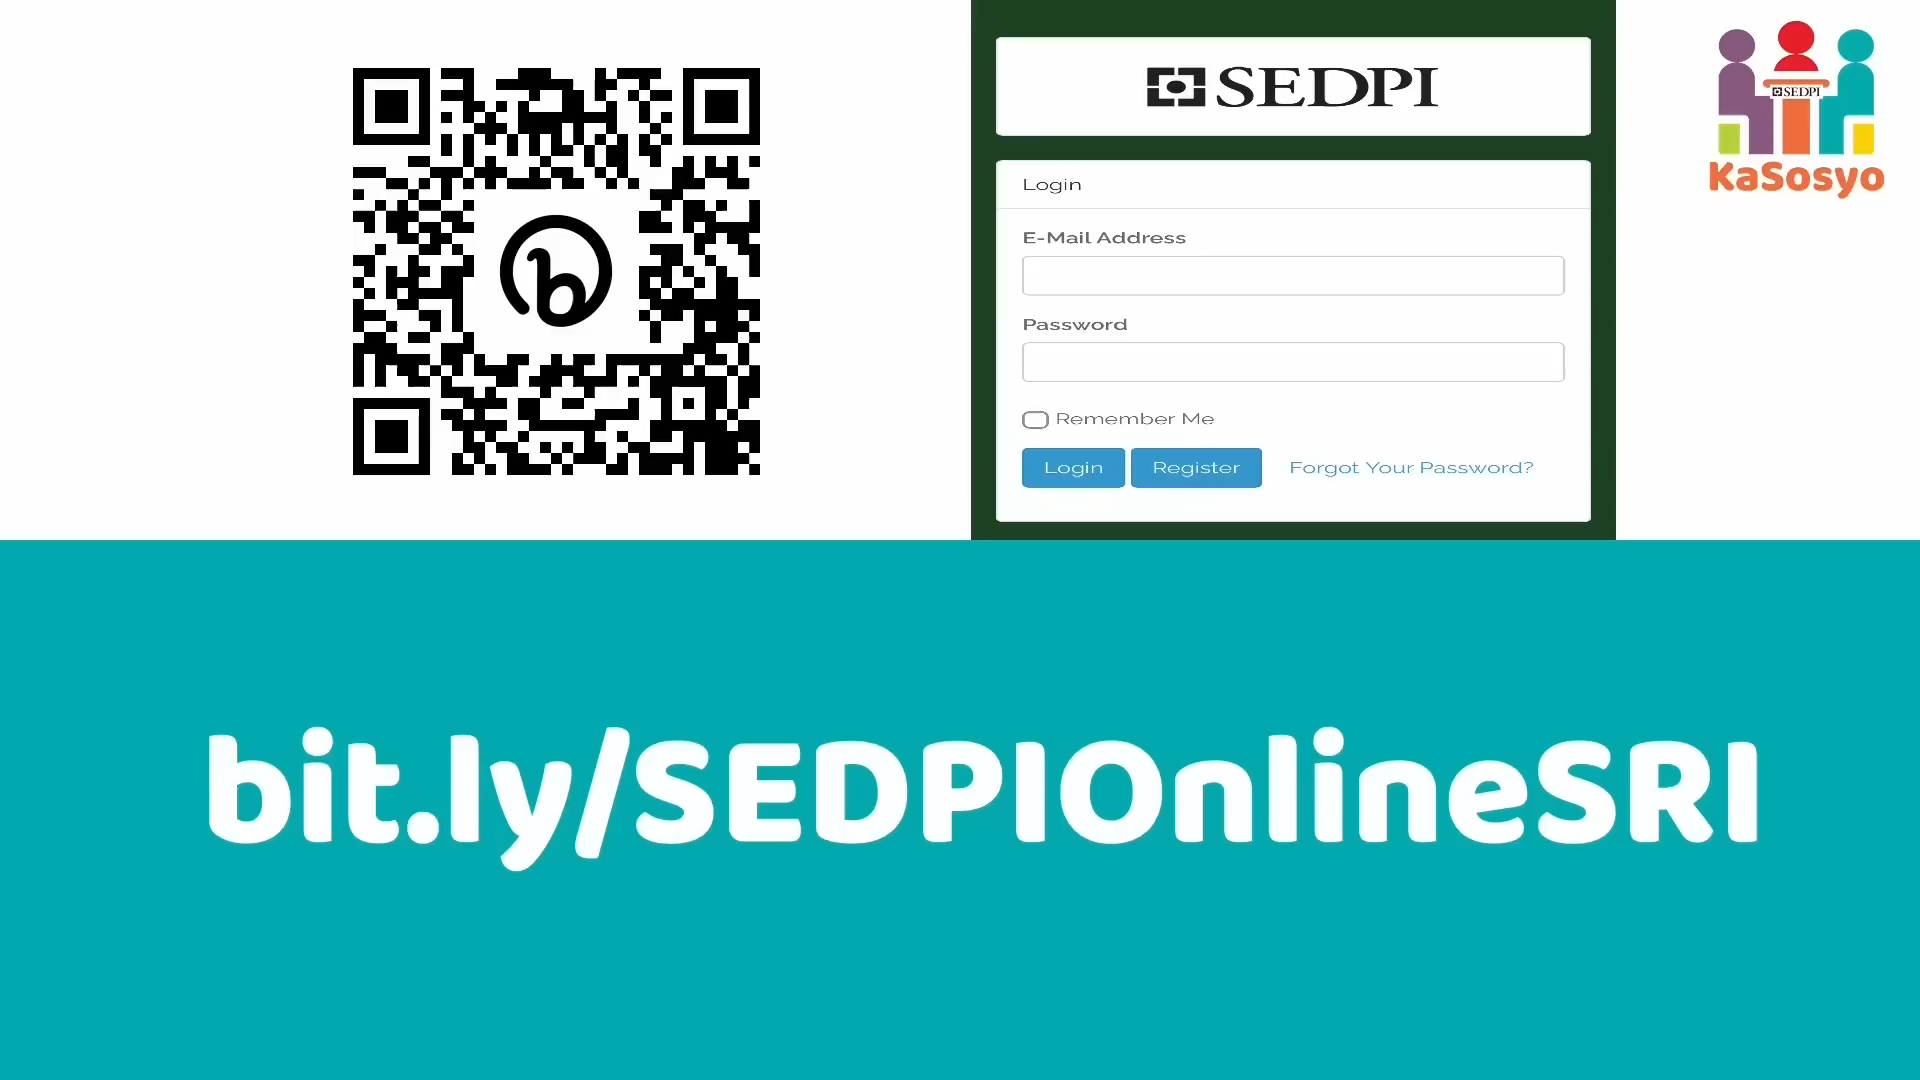 SEDPI
Login
E-Mail Address
Password
Remember Me
Login Register Forgot Your Password?
SEDPI
KaSosyo
bit.ly/SEDPIOnlineSRI